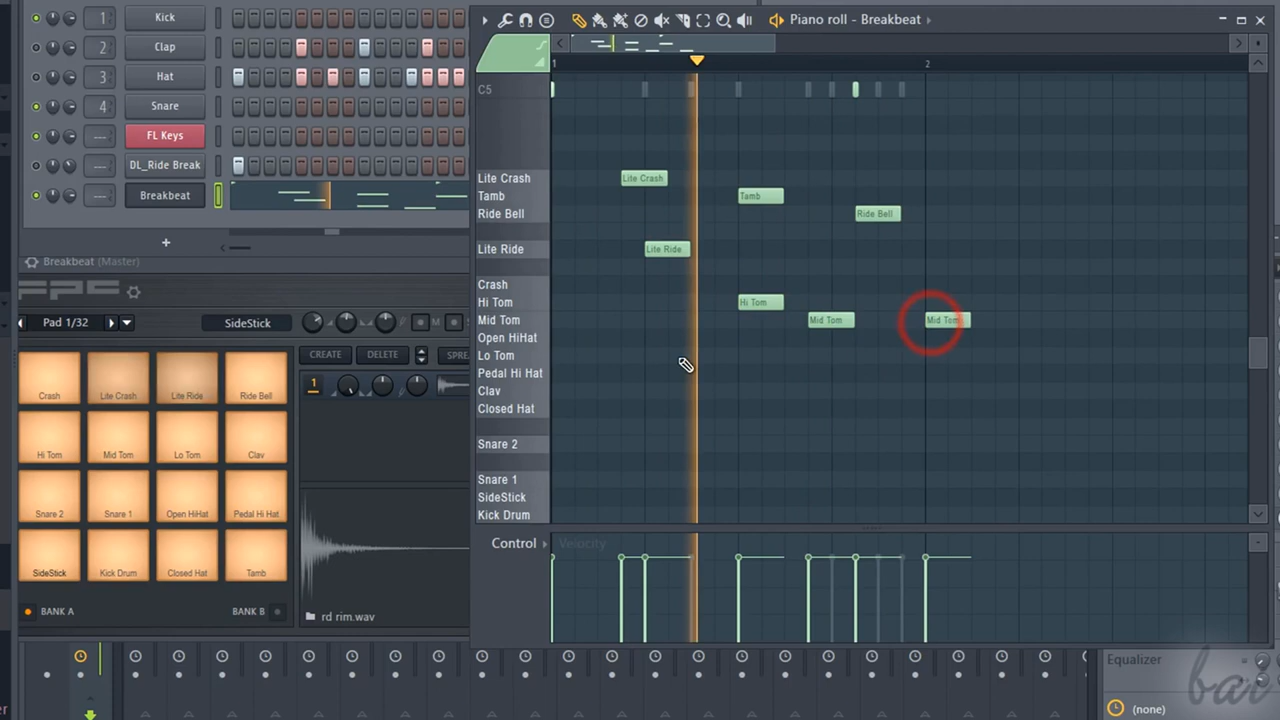 1 Kick
2 Clap
3 Hat
4 Snare
--- FL Keys
--- DL_Ride Break
--- Breakbeat
+
Breakbeat (Master)
FPC
Pad 1/32
SideStick
CREATE DELETE SPRE
1
Crash Lite Crash Lite Ride Ride Bell
Hi Tom Mid Tom Lo Tom Clav
Snare 2 Snare 1 Open HiHat Pedal Hi Hat
SideStick Kick Drum Closed Hat Tamb
BANK A BANK B
rd rim.wav
Piano roll - Breakbeat
1 2
C5
Lite Crash Lite Crash
Tamb Tamb
Ride Bell Ride Bell
Lite Ride Lite Ride
Crash
Hi Tom Hi Tom
Mid Tom Mid Tom Mid Tom
Open HiHat
Lo Tom
Pedal Hi Hat
Clav
Closed Hat
Snare 2
Snare 1
SideStick
Kick Drum
Control Velocity
Equalizer
(none)
bar